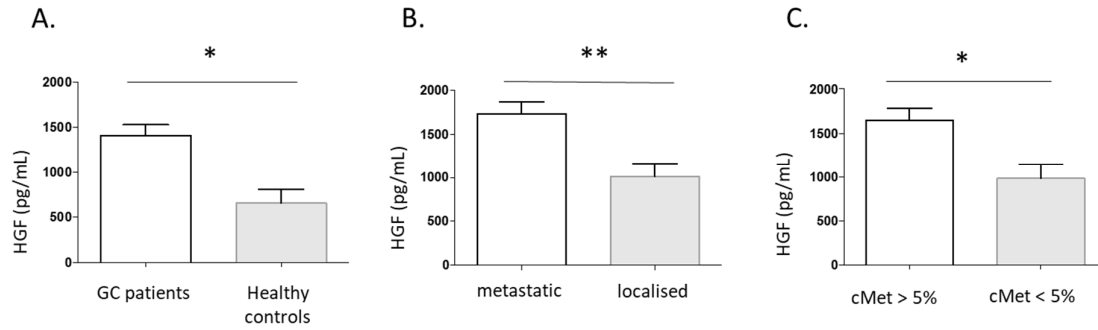 A.
*
HGF (pg/mL)
2000
1500
1000
500
0
GC patients
Healthy
controls
B.
**
HGF (pg/mL)
2000
1500
1000
500
0
metastatic
localised
C.
*
HGF (pg/mL)
2000
1500
1000
500
0
cMet > 5%
cMet < 5%